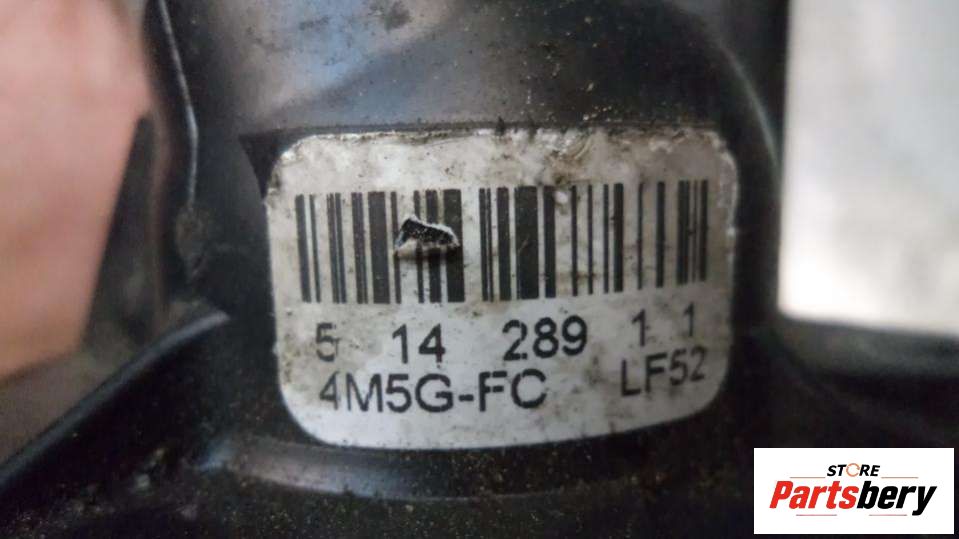 5 14 289 1 1
4M5G-FC LF52
STORE
Partsbery